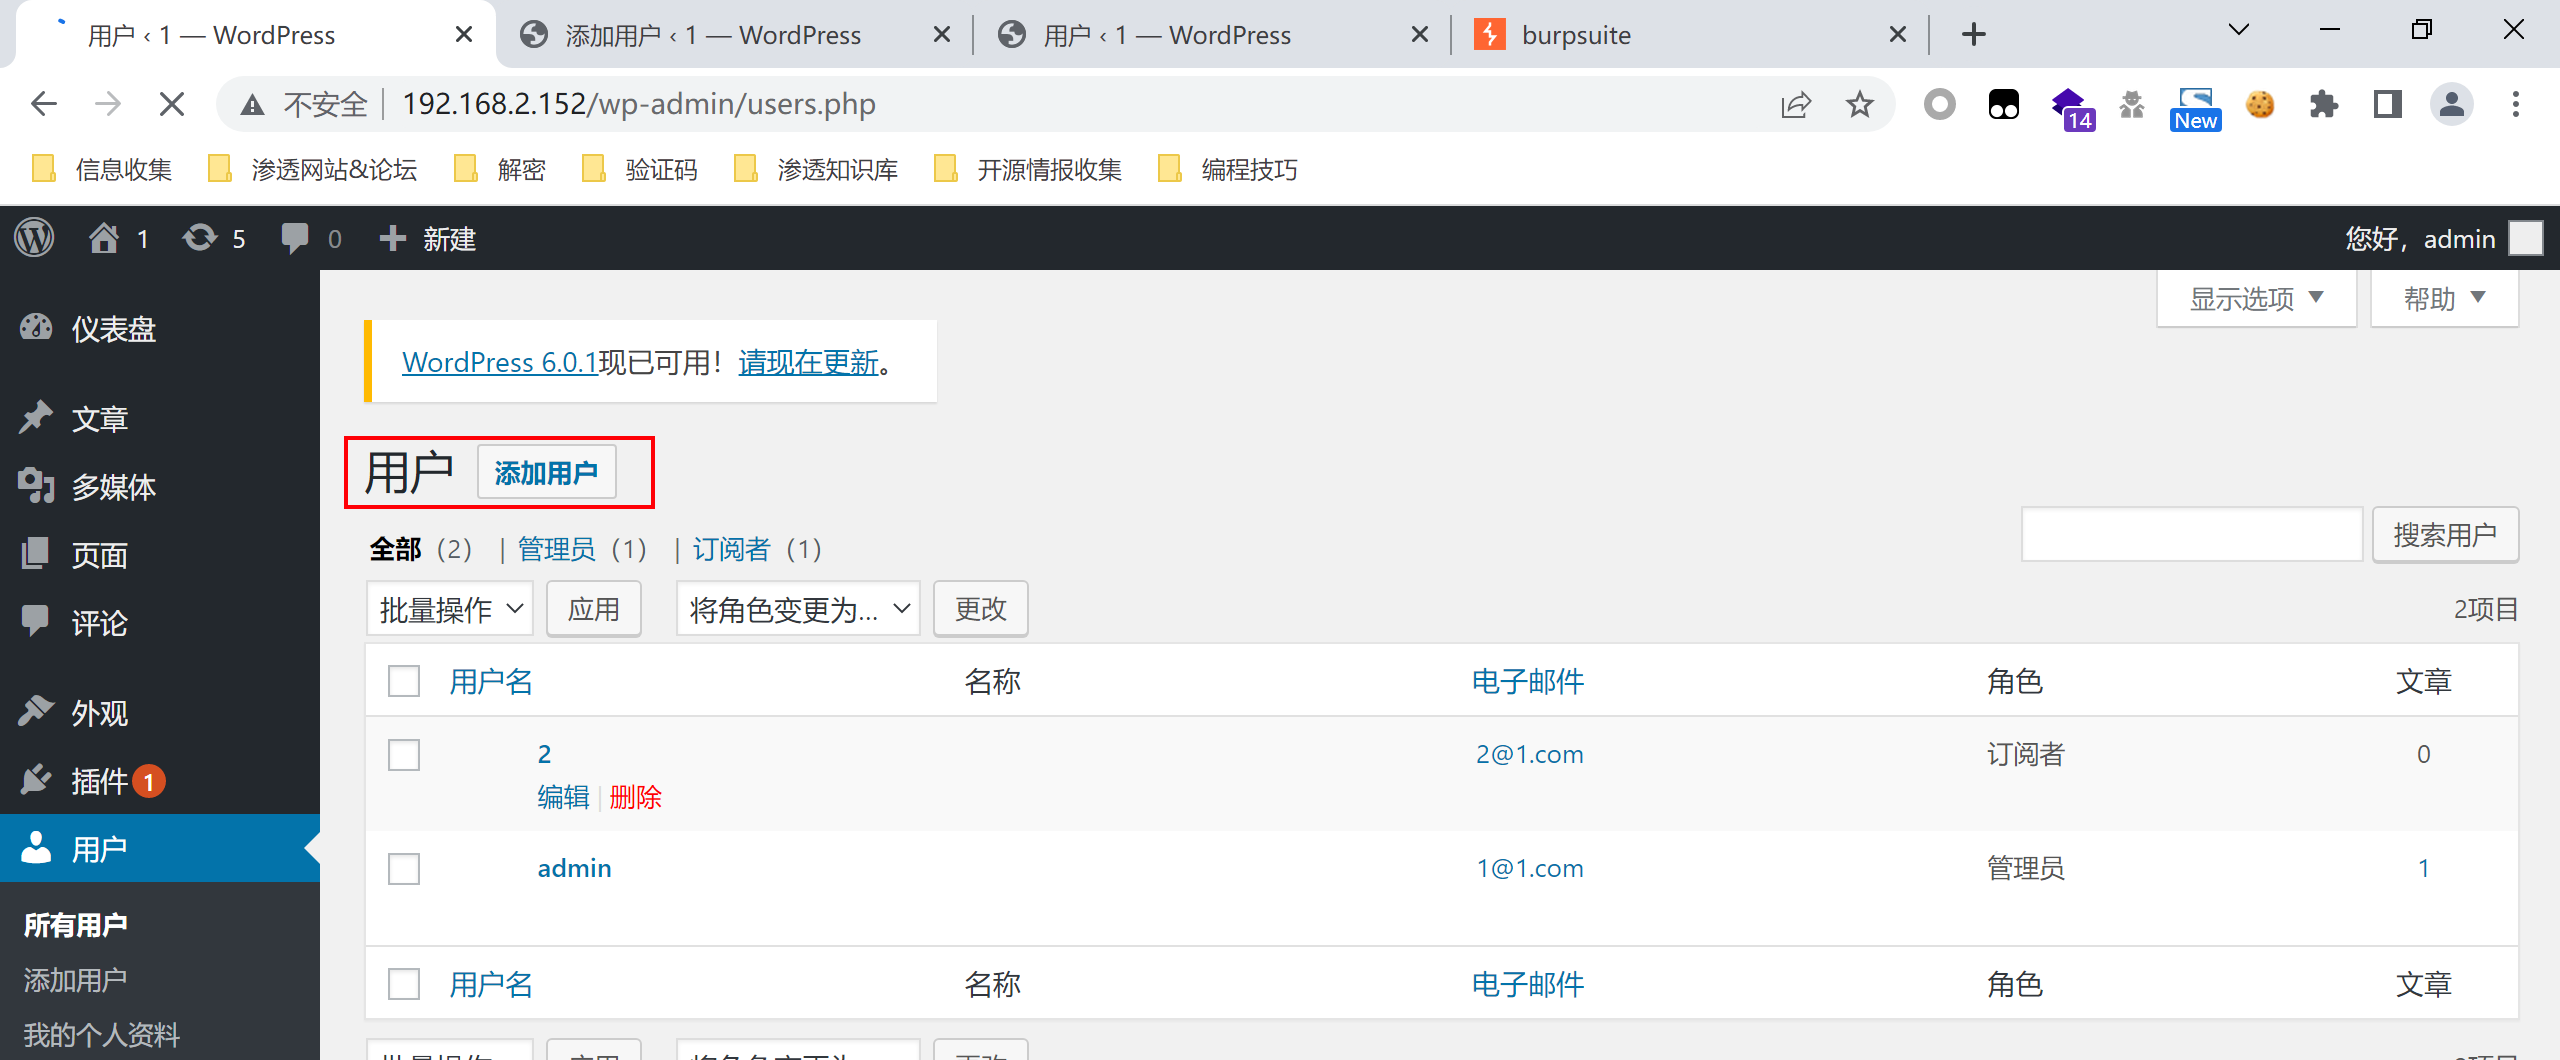 用户 ‹ 1 — WordPress
添加用户 ‹ 1 — WordPress
用户 ‹ 1 — WordPress
burpsuite
不安全
192.168.2.152/wp-admin/users.php
14
New
信息收集
渗透网站&论坛
解密
验证码
渗透知识库
开源情报收集
编程技巧
1
5
0
新建
您好，admin
仪表盘
文章
多媒体
页面
评论
外观
插件 1
用户
所有用户
添加用户
我的个人资料
显示选项
帮助
WordPress 6.0.1现已可用！请现在更新。
用户 添加用户
全部（2） | 管理员（1） | 订阅者（1）
搜索用户
批量操作 应用 将角色变更为... 更改 2项目
用户名 名称 电子邮件 角色 文章
2 2@1.com 订阅者 0
编辑 | 删除
admin 1@1.com 管理员 1
用户名 名称 电子邮件 角色 文章